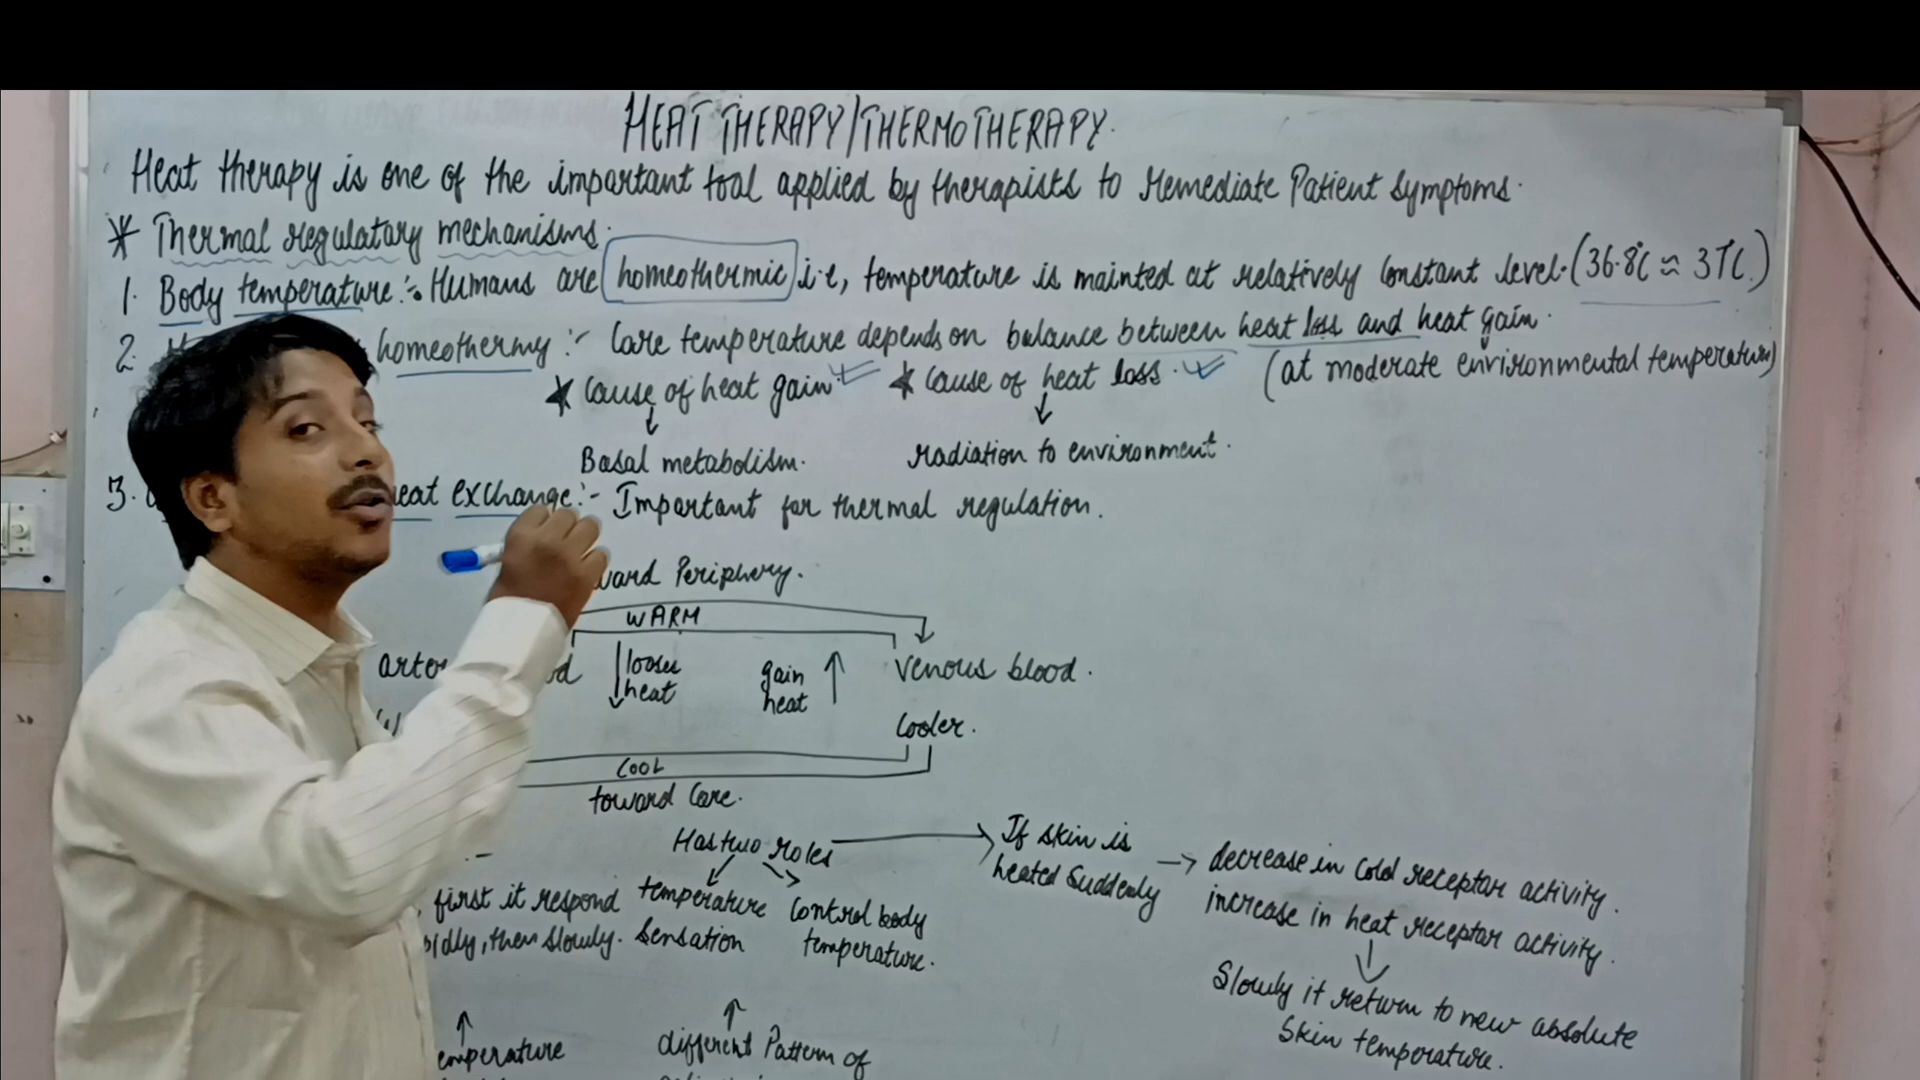 HEAT THERAPY/THERMOTHERAPY.
Heat therapy is one of the important tool applied by therapists to remediate Patient symptoms.
* Thermal regulatory mechanisms.
1. Body temperature:- Humans are homeothermic i.e, temperature is mainted at relatively constant level. (36.8°C ≈ 37°C.)
2. homeothermy :- Core temperature depends on balance between heat loss and heat gain.
(at moderate environmental temperature)
★ Cause of heat gain. ★ Cause of heat loss.
↓ ↓
Basal metabolism. radiation to environment.
3. heat exchange:- Important for thermal regulation.
Periphery.
WARM
looses heat
gain heat
Venous blood.
Cooler.
COOL
toward Core.
Has two roles → If skin is heated Suddenly → decrease in Cold receptor activity.
increase in heat receptor activity.
↓
Slowly it return to new absolute
Skin temperature.
first it respond
then slowly.
temperature
Sensation
Control body
temperature.
↑ ↑
different Pattern of